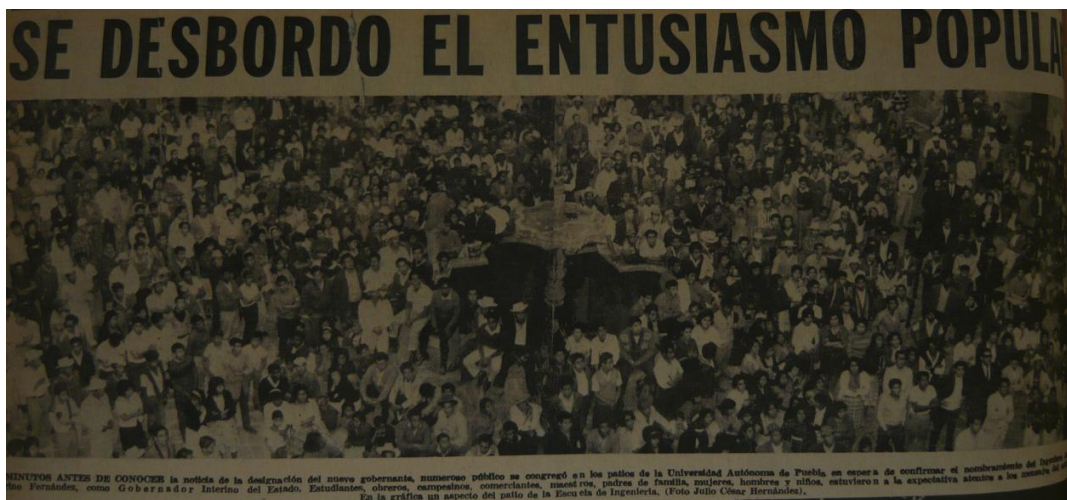 SE DESBORDO EL ENTUSIASMO POPULA
MINUTOS ANTES DE CONOCER la noticia de la designación del nuevo gobernante, numeroso público se congregó en los patios de la Universidad Autónoma de Puebla, en espera de confirmar el nombramiento del
Fernández, como Gobernador Interino del Estado. Estudiantes, obreros, campesinos, comerciantes, maestros, padres de familia, mujeres, hombres y niños, estuvieron a la expectativa atentos a los
En la gráfica un aspecto del patio de la Escuela de Ingeniería. (Foto Julio César Hernández).